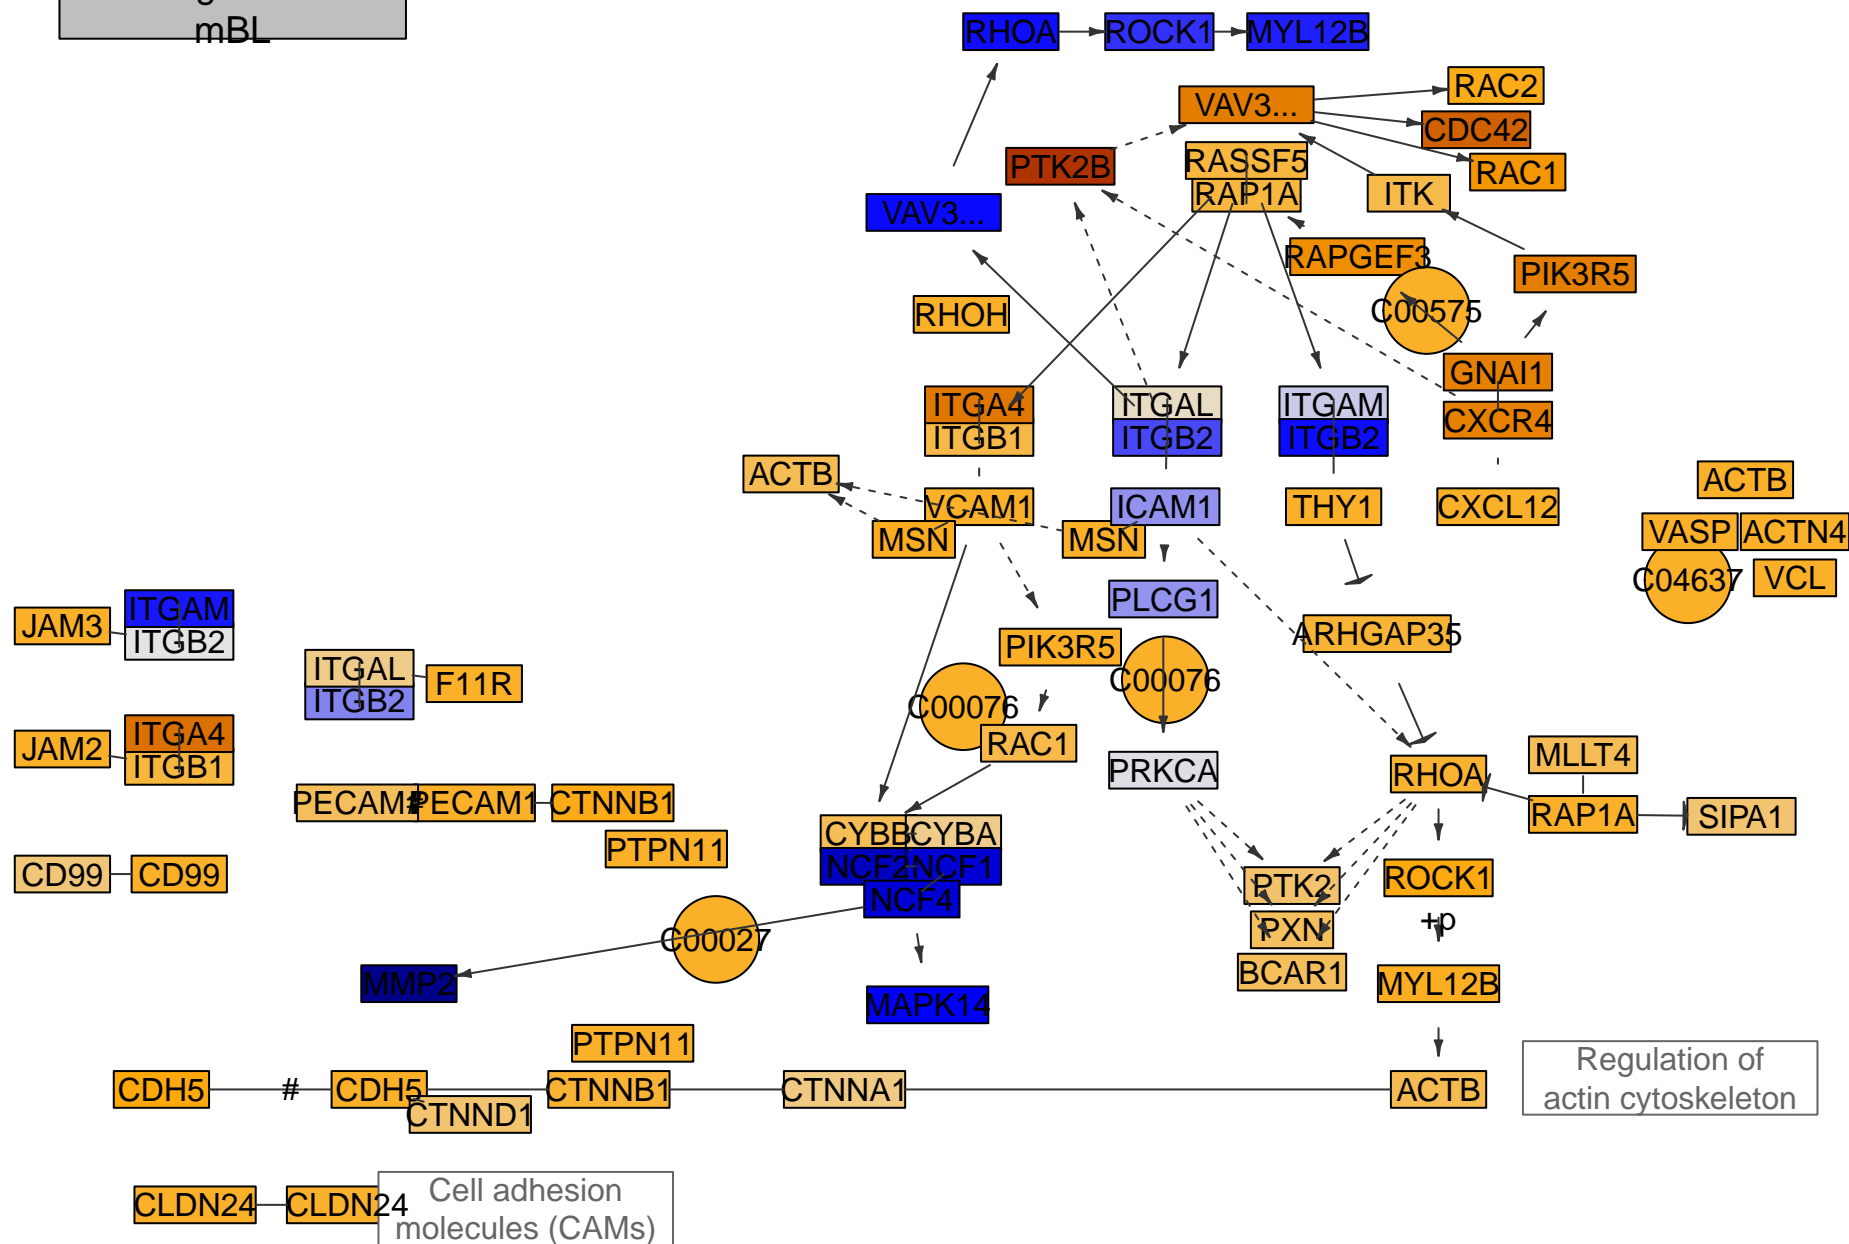 mBL
RHOA
ROCK1
MYL12B
RAC2
VAV3...
CDC42
RASSF5
PTK2B
RAC1
RAP1A
ITK
VAV3...
RAPGEF3
PIK3R5
RHOH
C00575
GNAI1
ITGA4
ITGAL
ITGAM
CXCR4
ITGB1
ITGB2
ITGB2
ACTB
ACTB
VCAM1
ICAM1
THY1
CXCL12
MSN
MSN
VASP
ACTN4
C04637
VCL
PLCG1
ITGAM
JAM3
ITGB2
ARHGAP35
PIK3R5
ITGAL
F11R
C00076
ITGB2
C00076
ITGA4
JAM2
RAC1
ITGB1
PRKCA
RHOA
MLLT4
PECAM1
#
PECAM1
CTNNB1
RAP1A
SIPA1
CYBB
CYBA
PTPN11
NCF2
NCF1
CD99
CD99
NCF4
PTK2
ROCK1
+p
PXN
C00027
BCAR1
MMP2
MYL12B
MAPK14
PTPN11
Regulation of
actin cytoskeleton
CDH5
#
CDH5
CTNNB1
CTNNA1
ACTB
CTNND1
CLDN24
CLDN24
Cell adhesion
molecules (CAMs)